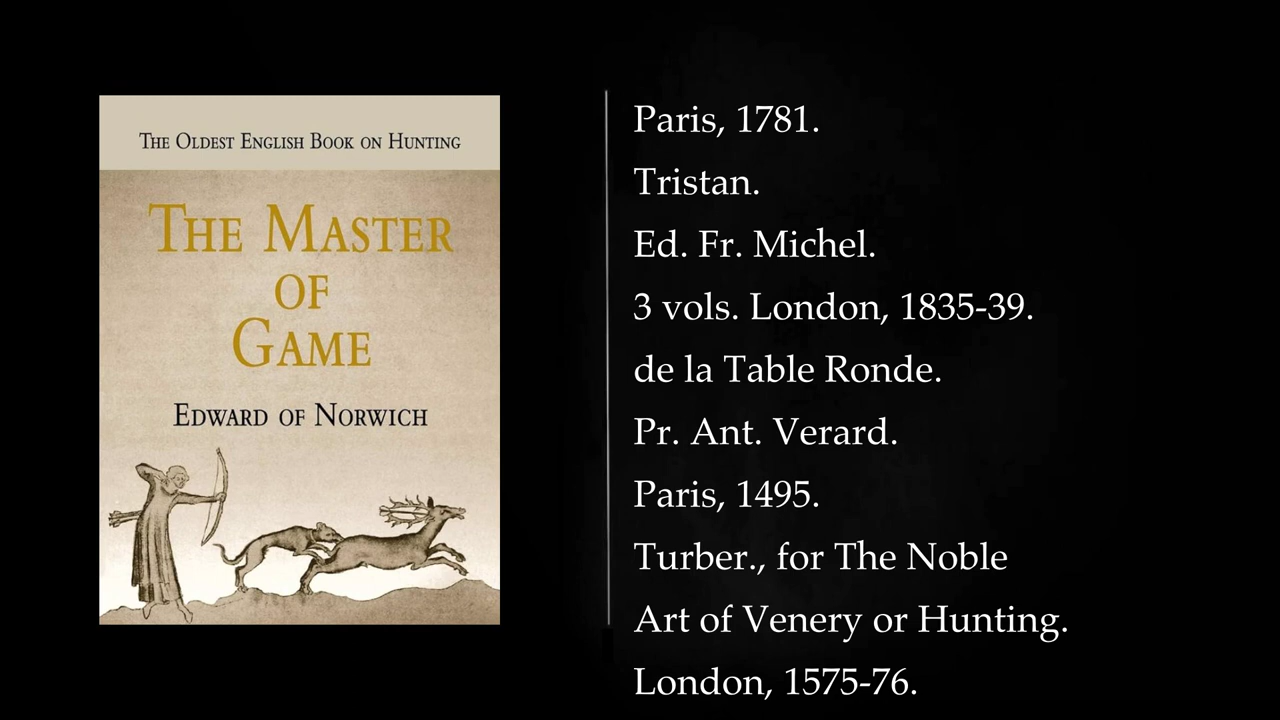 The Oldest English Book on Hunting
The Master
of
Game
Edward of Norwich
Paris, 1781.
Tristan.
Ed. Fr. Michel.
3 vols. London, 1835-39.
de la Table Ronde.
Pr. Ant. Verard.
Paris, 1495.
Turber., for The Noble
Art of Venery or Hunting.
London, 1575-76.